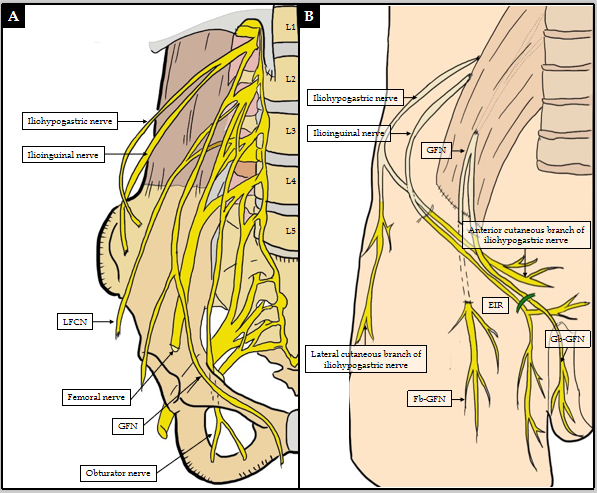 A
L1
L2
L3
L4
L5
Iliohypogastric nerve
Ilioinguinal nerve
LFCN
Femoral nerve
GFN
Obturator nerve
B
Iliohypogastric nerve
Ilioinguinal nerve
GFN
Anterior cutaneous branch of
iliohypogastric nerve
EIR
Gb-GFN
Lateral cutaneous branch of
iliohypogastric nerve
Fb-GFN